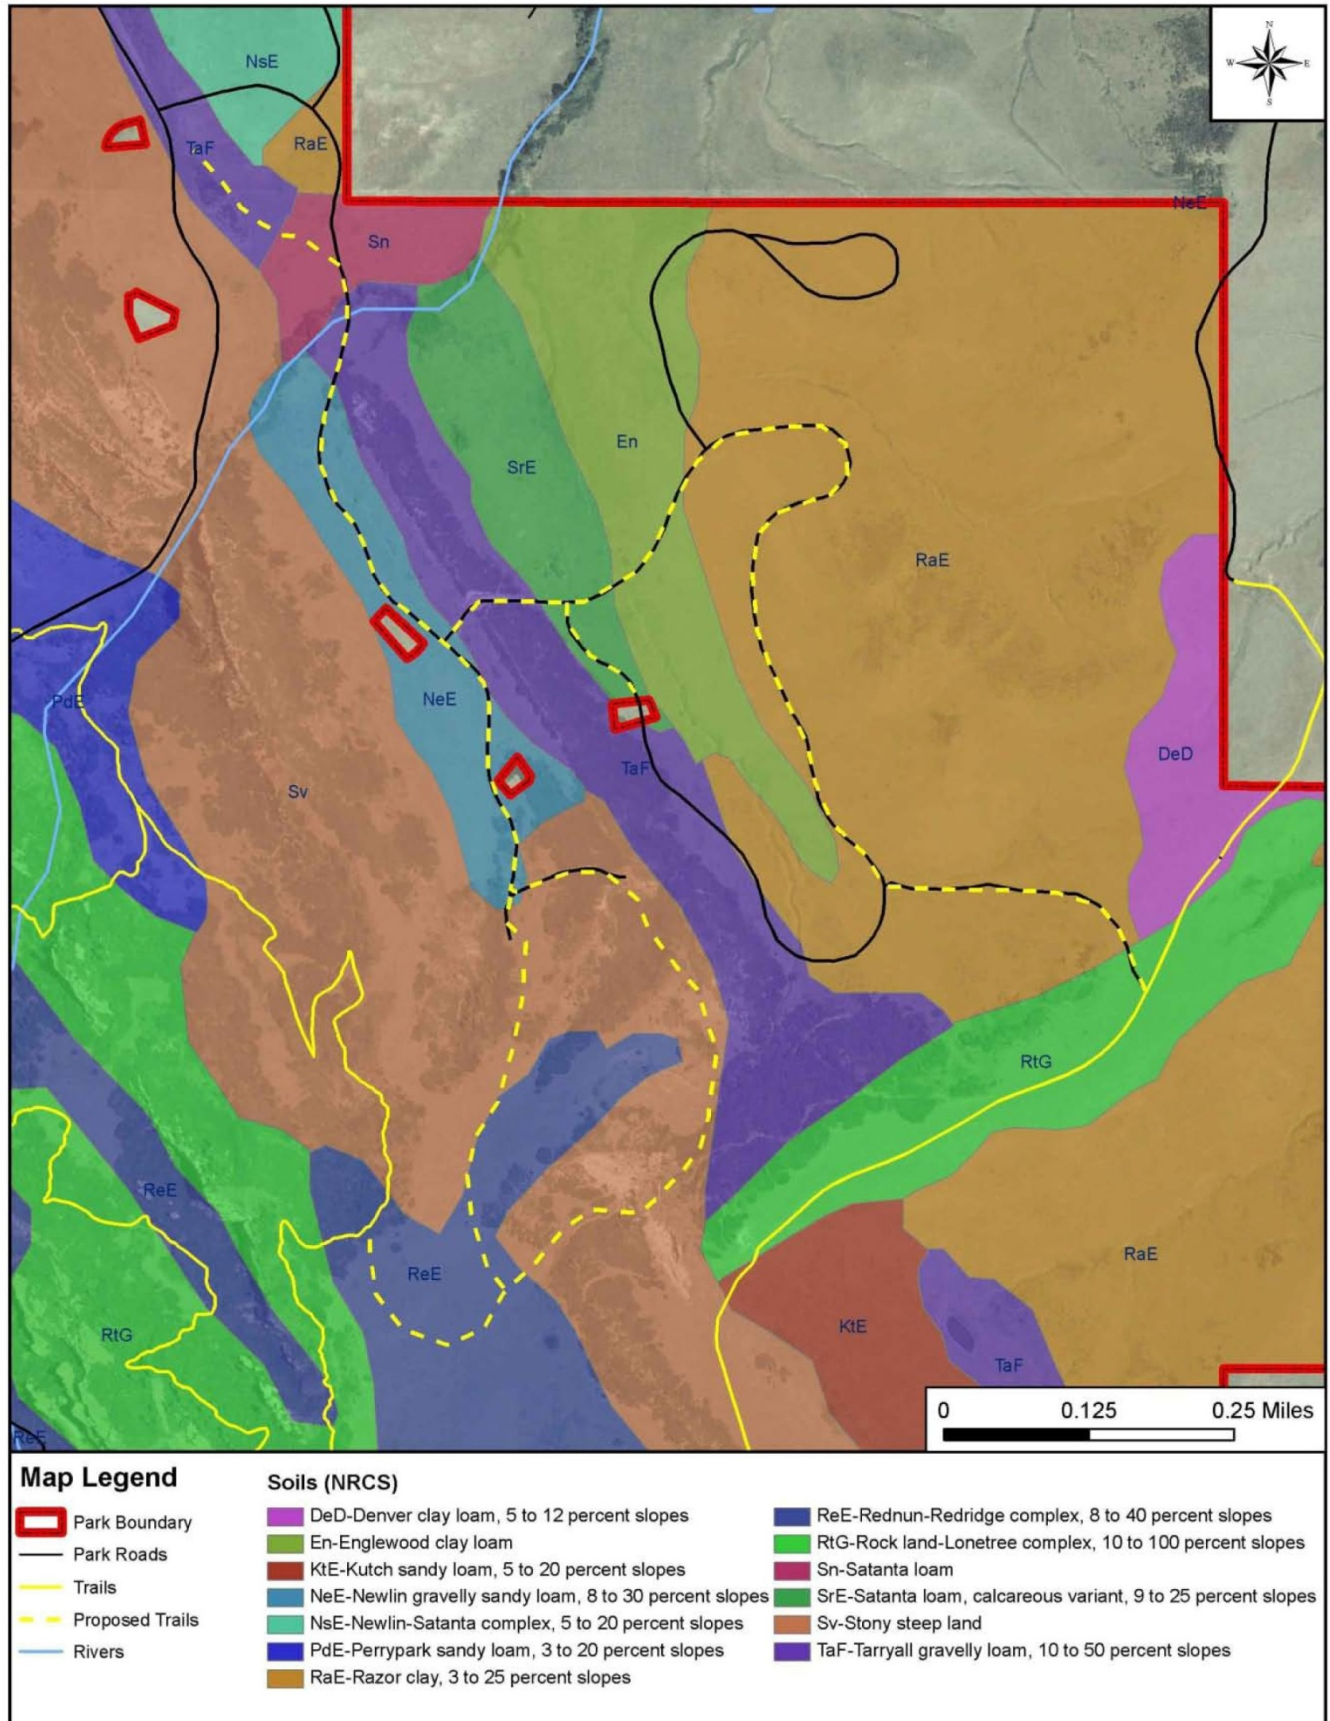 N
W E
S
NsE
TaF
RaE
NeE
Sn
En
SrE
RaE
PdE
NeE
DeD
TaF
Sv
RtG
ReE
RaE
ReE
KtE
RtG
TaF
0 0.125 0.25 Miles
ReE
Map Legend
Park Boundary
Park Roads
Trails
Proposed Trails
Rivers
Soils (NRCS)
DeD-Denver clay loam, 5 to 12 percent slopes
En-Englewood clay loam
KtE-Kutch sandy loam, 5 to 20 percent slopes
NeE-Newlin gravelly sandy loam, 8 to 30 percent slopes
NsE-Newlin-Satanta complex, 5 to 20 percent slopes
PdE-Perrypark sandy loam, 3 to 20 percent slopes
RaE-Razor clay, 3 to 25 percent slopes
ReE-Rednun-Redridge complex, 8 to 40 percent slopes
RtG-Rock land-Lonetree complex, 10 to 100 percent slopes
Sn-Satanta loam
SrE-Satanta loam, calcareous variant, 9 to 25 percent slopes
Sv-Stony steep land
TaF-Tarryall gravelly loam, 10 to 50 percent slopes